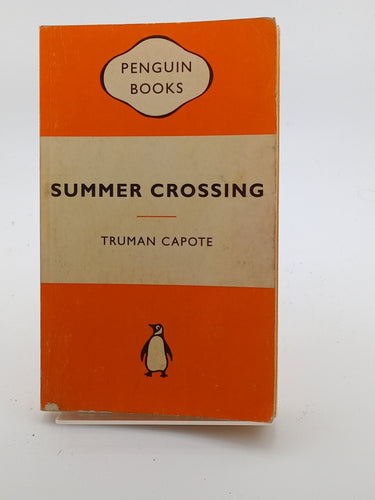 PENGUIN
BOOKS
SUMMER CROSSING
TRUMAN CAPOTE